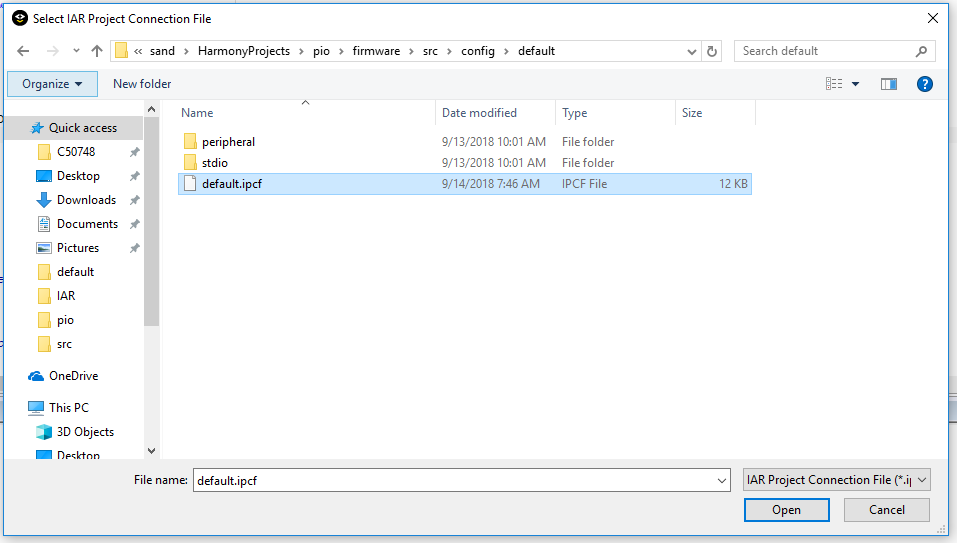 Select IAR Project Connection File
« sand > HarmonyProjects > pio > firmware > src > config > default
Search default
Organize
New folder
Name Date modified Type Size
Quick access
C50748
Desktop
Downloads
Documents
Pictures
default
IAR
pio
src
OneDrive
This PC
3D Objects
Desktop
peripheral 9/13/2018 10:01 AM File folder
stdio 9/13/2018 10:01 AM File folder
default.ipcf 9/14/2018 7:46 AM IPCF File 12 KB
File name: default.ipcf
IAR Project Connection File (*.ip
Open
Cancel